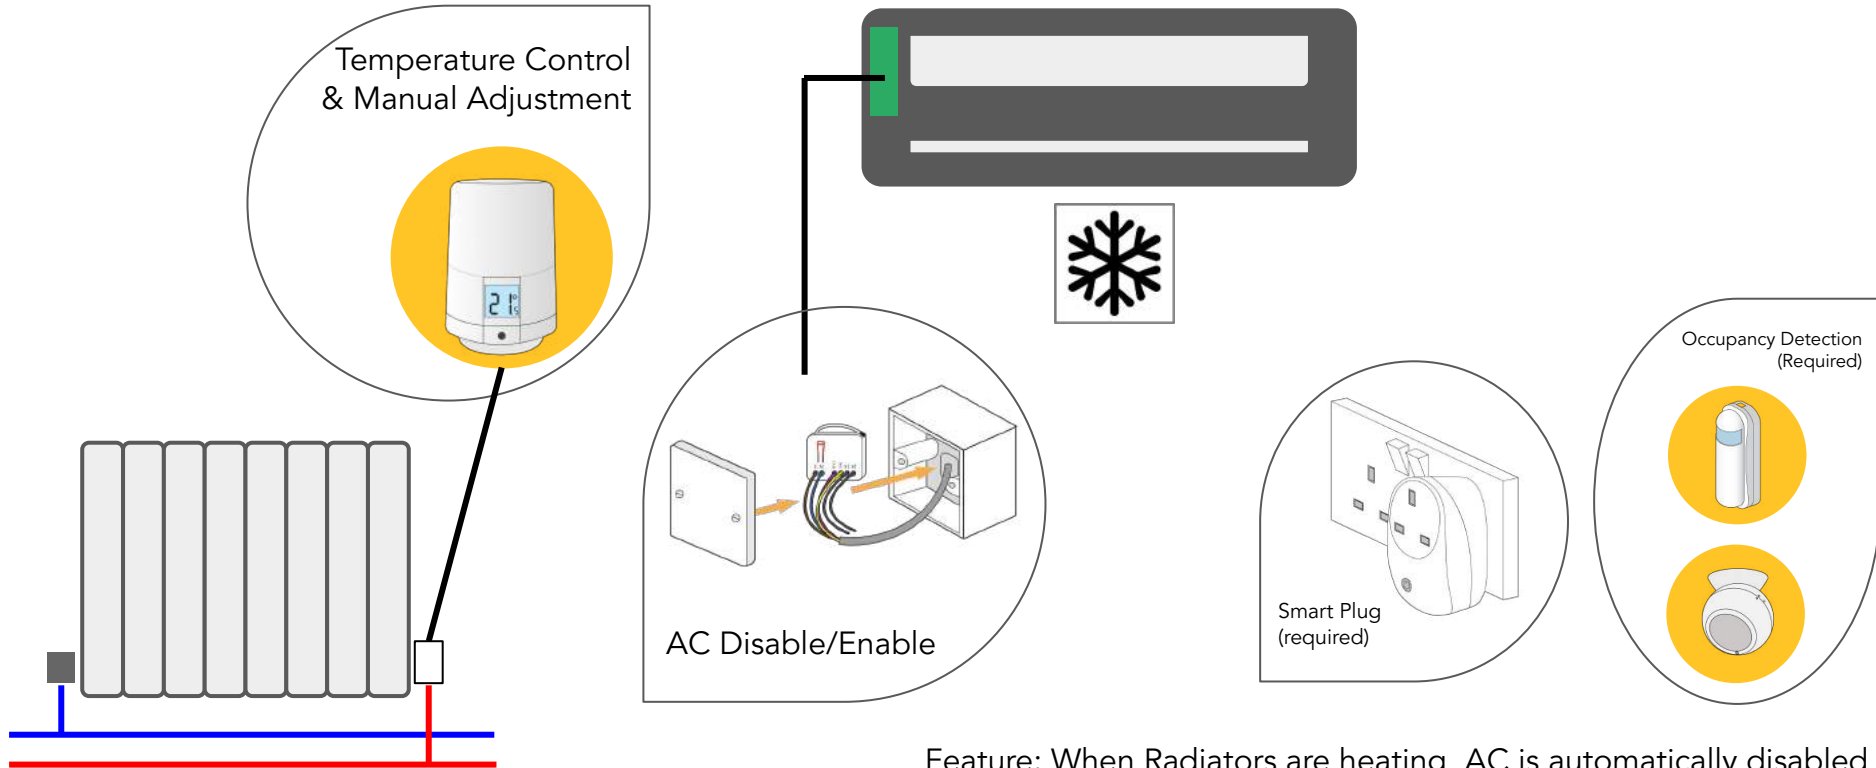 Temperature Control
& Manual Adjustment
21°c
AC Disable/Enable
Smart Plug
(required)
Occupancy Detection
(Required)
Feature: When Radiators are heating, AC is automatically disabled